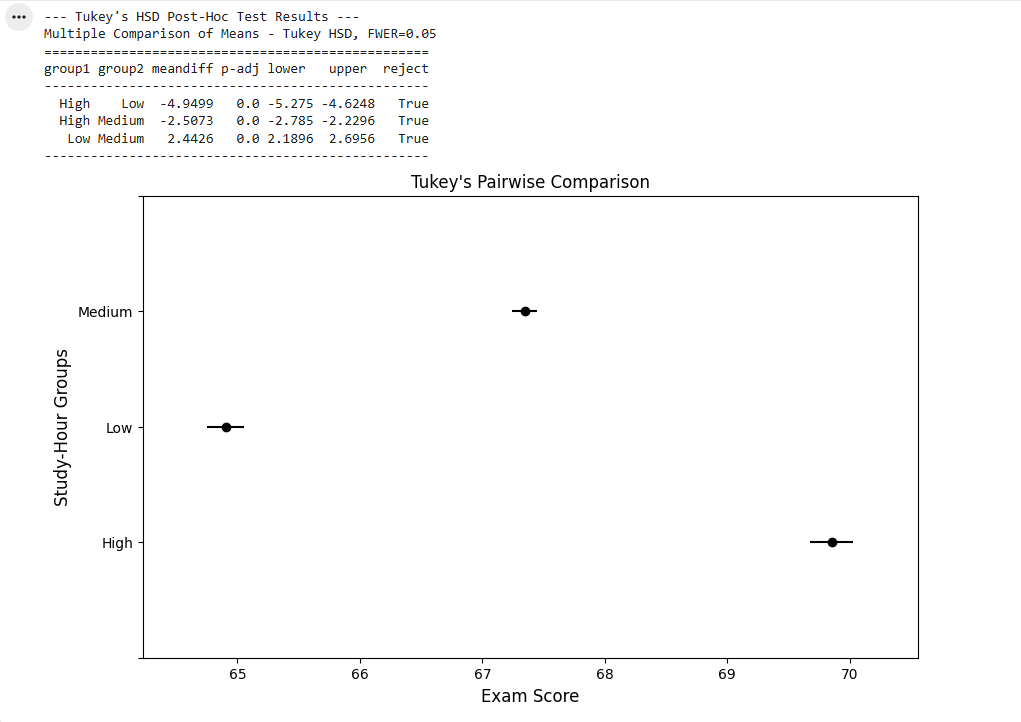 --- Tukey's HSD Post-Hoc Test Results ---
Multiple Comparison of Means - Tukey HSD, FWER=0.05
==================================================
group1 group2 meandiff p-adj lower   upper  reject
--------------------------------------------------
  High    Low  -4.9499   0.0 -5.275 -4.6248   True
  High Medium  -2.5073   0.0 -2.785 -2.2296   True
   Low Medium   2.4426   0.0 2.1896  2.6956   True
--------------------------------------------------
Tukey's Pairwise Comparison
Study-Hour Groups
Medium
Low
High
65 66 67 68 69 70
Exam Score